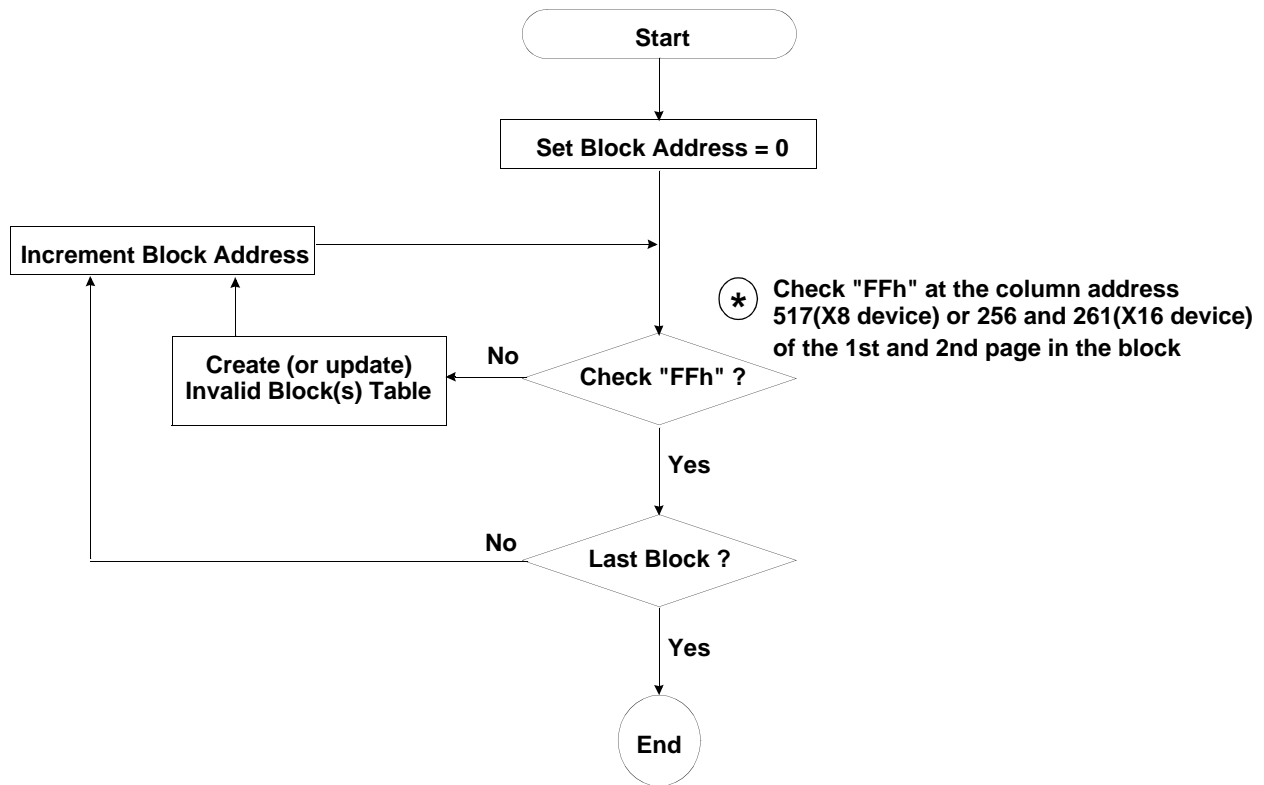 Start
Set Block Address = 0
Increment Block Address
*
Check "FFh" at the column address
517(X8 device) or 256 and 261(X16 device)
of the 1st and 2nd page in the block
No
Create (or update)
Invalid Block(s) Table
Check "FFh" ?
Yes
No
Last Block ?
Yes
End